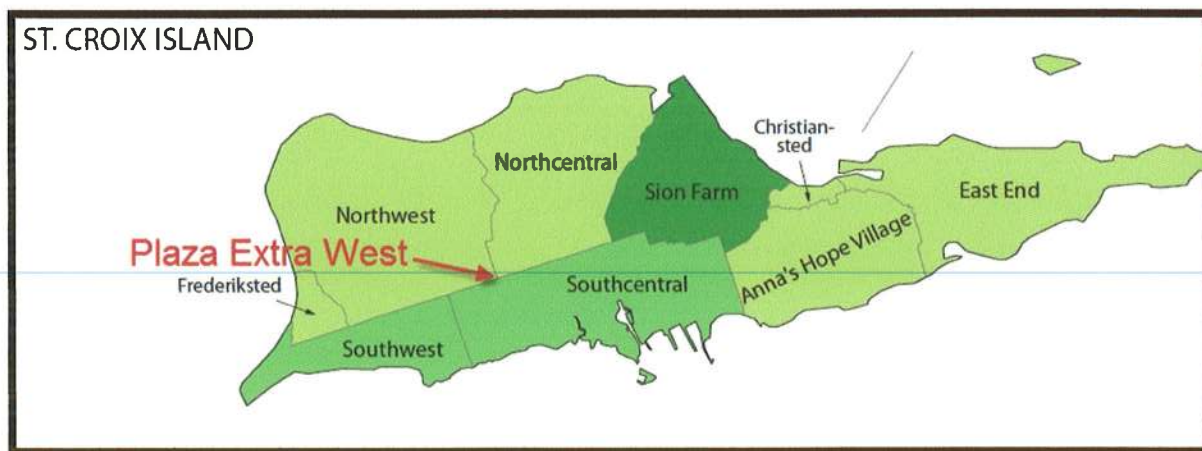 ST. CROIX ISLAND
Christian-
sted
Northcentral
Sion Farm
East End
Northwest
Plaza Extra West
Anna's Hope Village
Frederiksted
Southcentral
Southwest